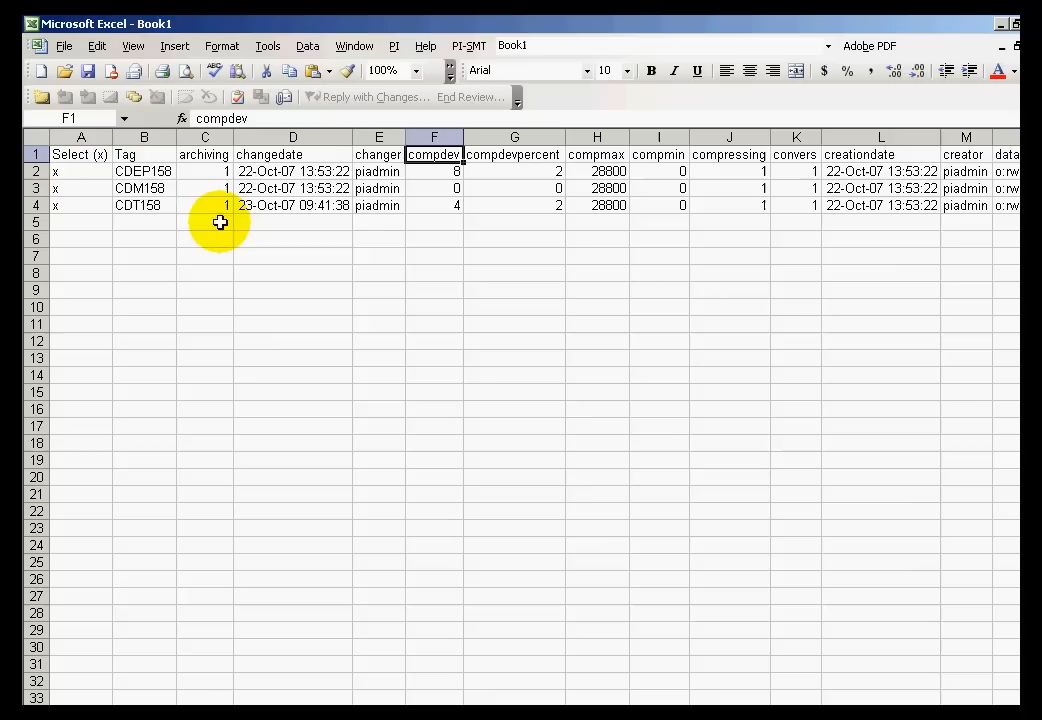 Microsoft Excel - Book1
File Edit View Insert Format Tools Data Window PI Help PI-SMT Book1 Adobe PDF
100% Arial 10 B I U $ % ,
Reply with Changes... End Review...
F1 fx compdev
A B C D E F G H I J K L M
1 Select (x) Tag archiving changedate changer compdev compdevpercent compmax compmin compressing convers creationdate creator data
2 x CDEP158 1 22-Oct-07 13:53:22 piadmin 8 2 28800 0 1 1 22-Oct-07 13:53:22 piadmin o:rw
3 x CDM158 1 22-Oct-07 13:53:22 piadmin 0 0 28800 0 1 1 22-Oct-07 13:53:22 piadmin o:rw
4 x CDT158 1 23-Oct-07 09:41:38 piadmin 4 2 28800 0 1 1 22-Oct-07 13:53:22 piadmin o:rw
5
6
7
8
9
10
11
12
13
14
15
16
17
18
19
20
21
22
23
24
25
26
27
28
29
30
31
32
33